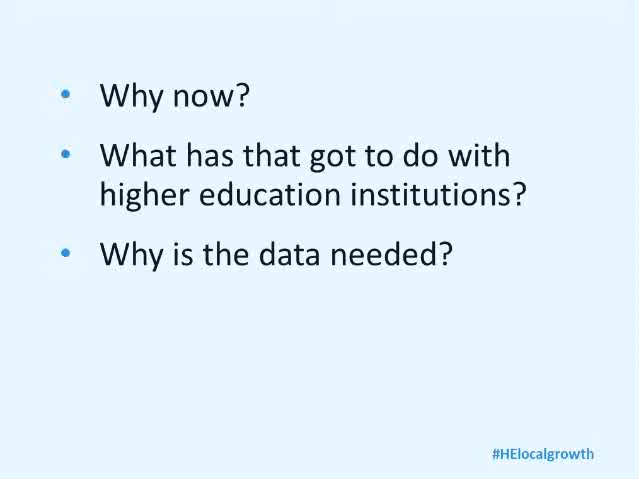 • Why now?
• What has that got to do with
higher education institutions?
• Why is the data needed?
#HElocalgrowth